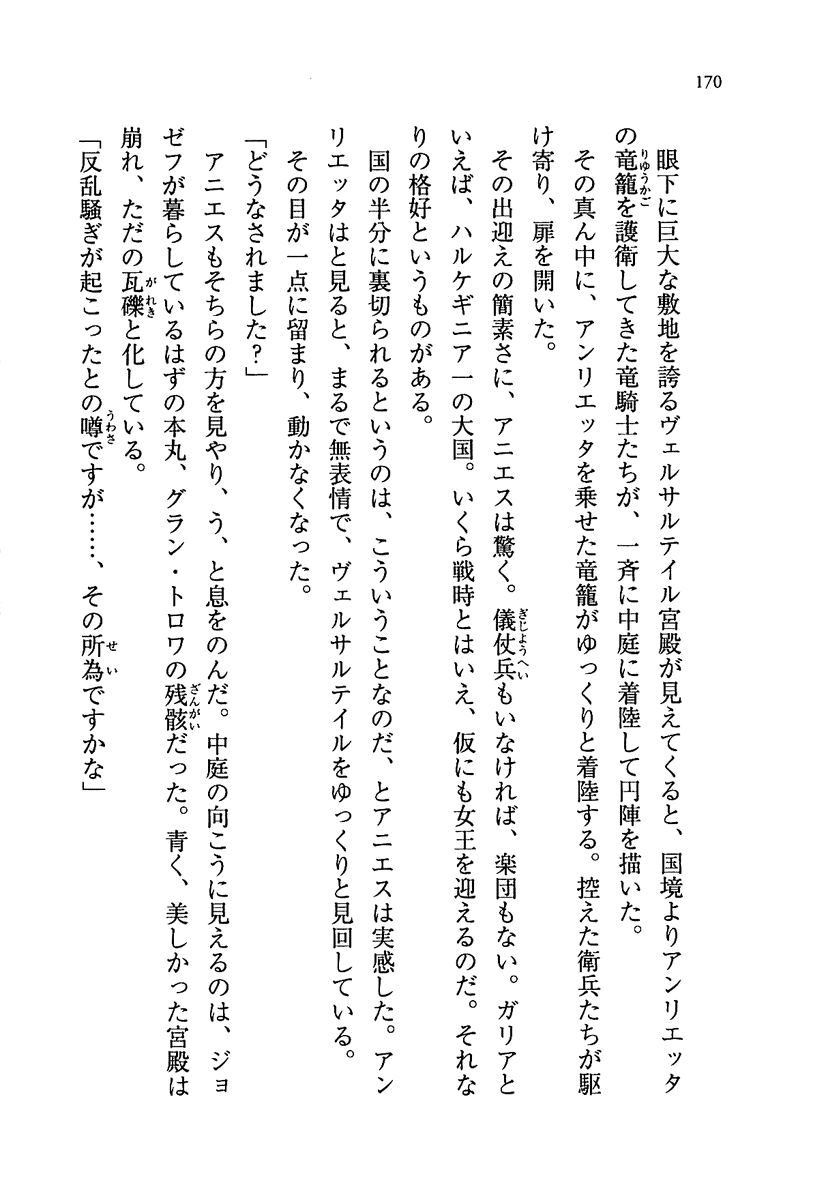 170
眼下に巨大な敷地を誇るヴェルサルテイル宮殿が見えてくると、国境よりアンリエッタ
の竜籠を護衛してきた竜騎士たちが、一斉に中庭に着陸して円陣を描いた。
その真ん中に、アンリエッタを乗せた竜籠がゆっくりと着陸する。控えた衛兵たちが駆
け寄り、扉を開いた。
その出迎えの簡素さに、アニエスは驚く。儀仗兵もいなければ、楽団もない。ガリアと
いえば、ハルケギニア一の大国。いくら戦時とはいえ、仮にも女王を迎えるのだ。それな
りの格好というものがある。
国の半分に裏切られるというのは、こういうことなのだ、とアニエスは実感した。アン
リエッタはと見ると、まるで無表情で、ヴェルサルテイルをゆっくりと見回している。
その目が一点に留まり、動かなくなった。
「どうなされました？」
アニエスもそちらの方を見やり、う、と息をのんだ。中庭の向こうに見えるのは、ジョ
ゼフが暮らしているはずの本丸、グラン・トロワの残骸だった。青く、美しかった宮殿は
崩れ、ただの瓦礫と化している。
「反乱騒ぎが起こったとの噂ですが……、その所為ですかな」